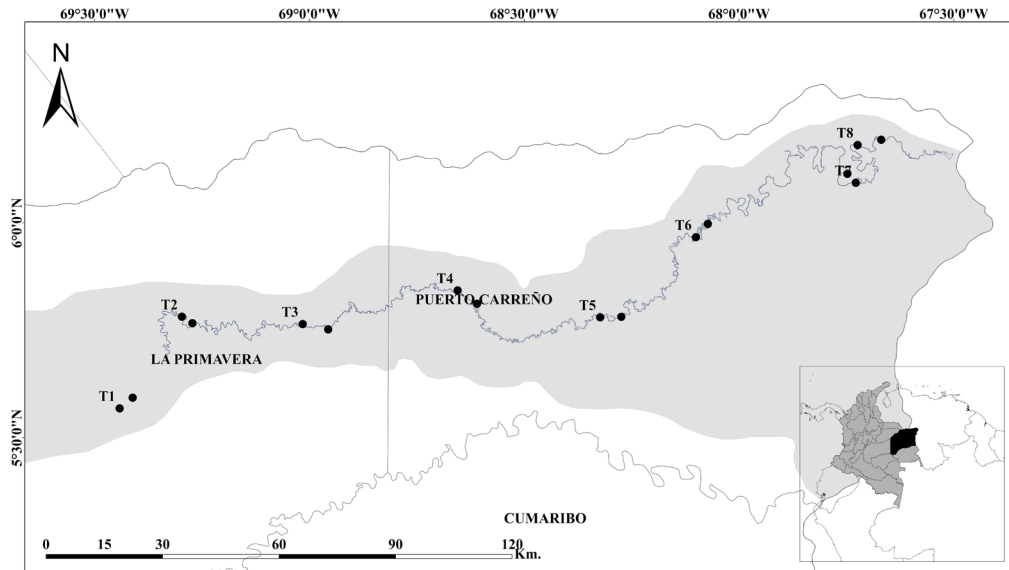 69°30'0"W 69°0'0"W 68°30'0"W 68°0'0"W 67°30'0"W
N
T8
T7
6°0'0"N
T6
T4
PUERTO CARREÑO
T2
T3
T5
LA PRIMAVERA
T1
5°30'0"N
CUMARIBO
0 15 30 60 90 120
Km.